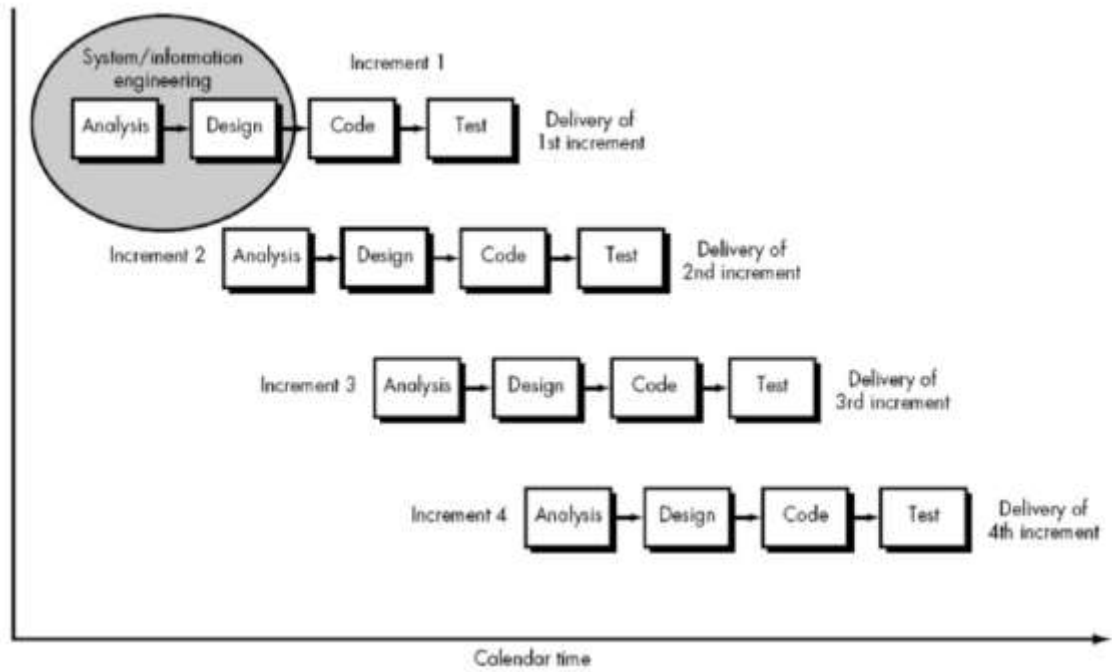 System/information
engineering
Increment 1
Analysis
Design
Code
Test
Delivery of
1st increment
Increment 2
Analysis
Design
Code
Test
Delivery of
2nd increment
Increment 3
Analysis
Design
Code
Test
Delivery of
3rd increment
Increment 4
Analysis
Design
Code
Test
Delivery of
4th increment
Calendar time